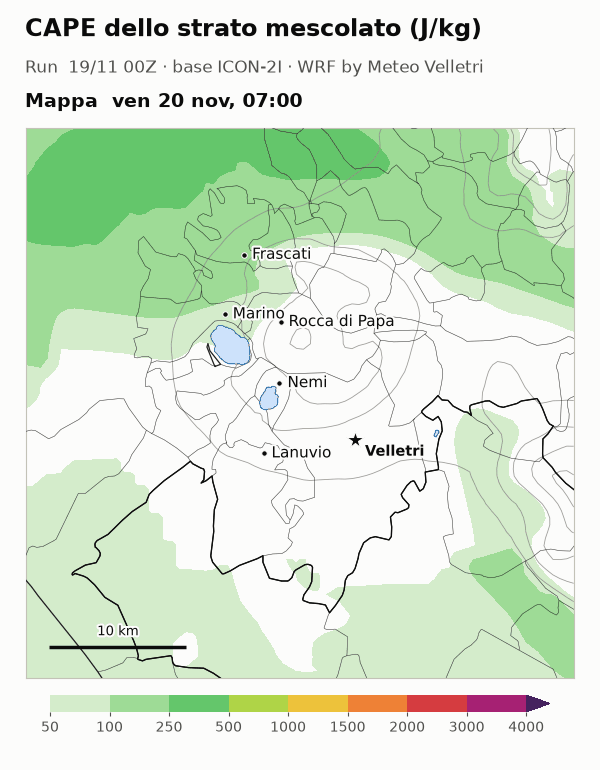 CAPE dello strato mescolato (J/kg)
Run  19/11 00Z · base ICON-2I · WRF by Meteo Velletri
Mappa  ven 20 nov, 07:00
Frascati
Marino
Rocca di Papa
Nemi
Velletri
Lanuvio
10 km
50 100 250 500 1000 1500 2000 3000 4000